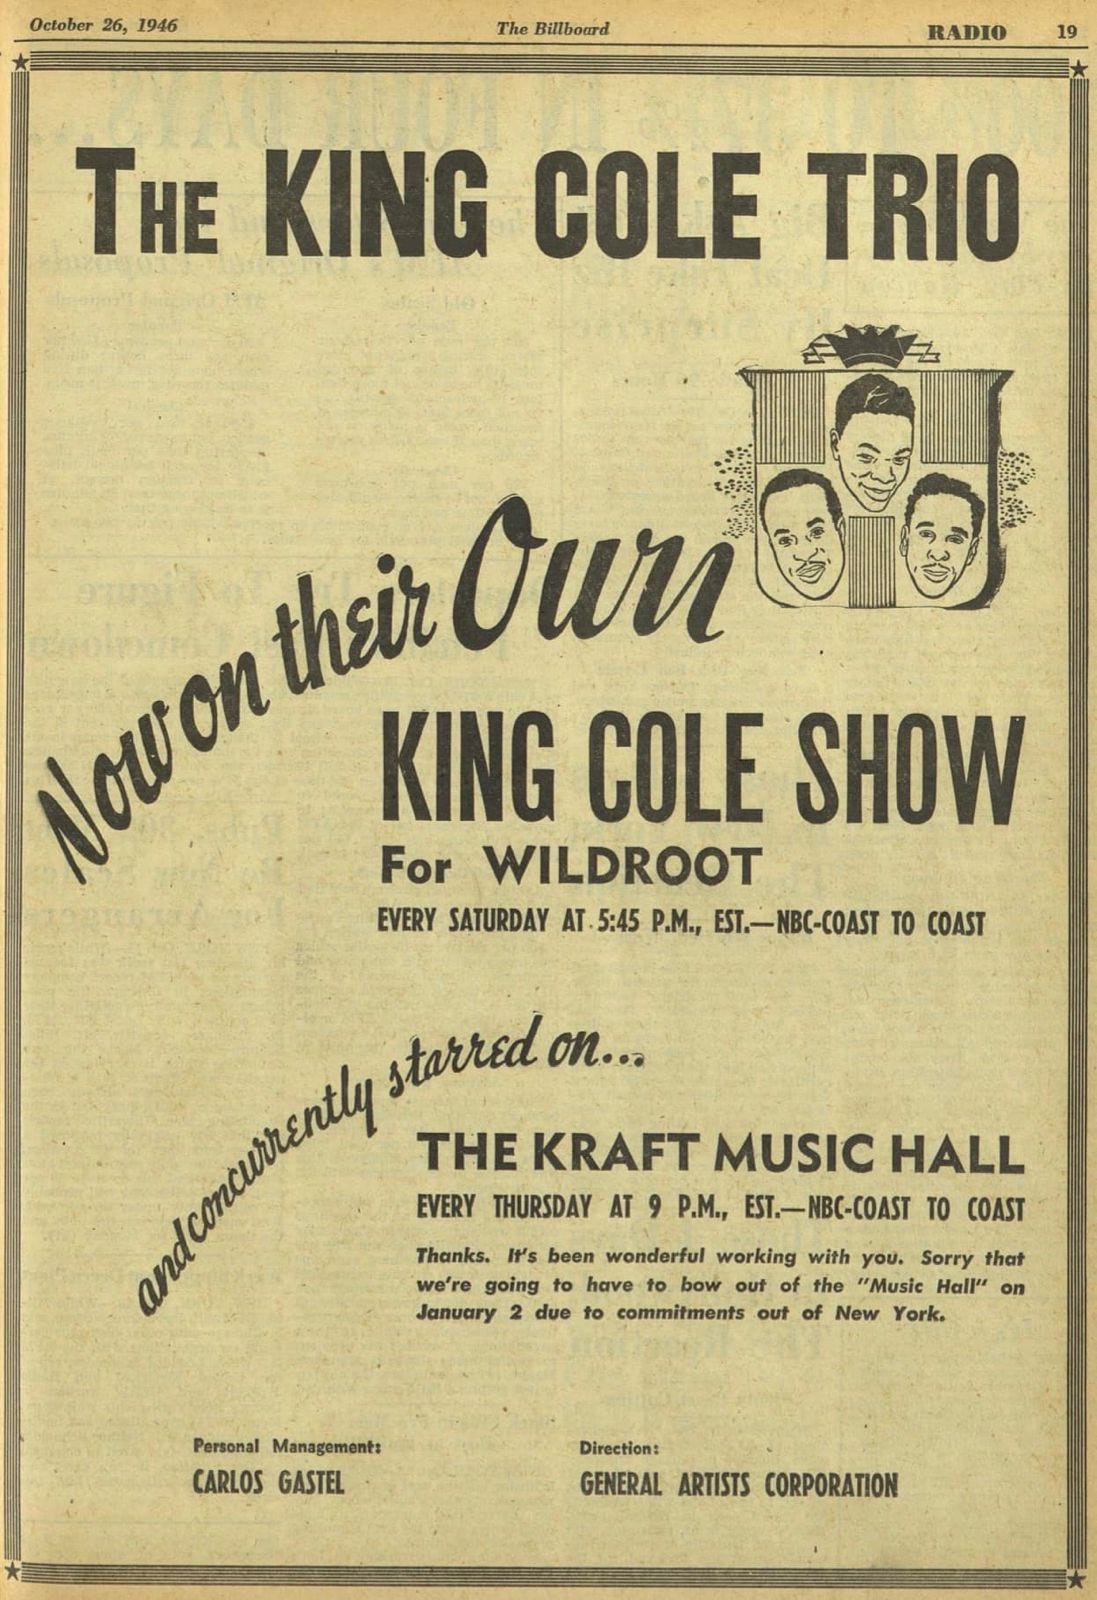 October 26, 1946 The Billboard RADIO 19
THE KING COLE TRIO
Now on their Own
KING COLE SHOW
For WILDROOT
EVERY SATURDAY AT 5:45 P.M., EST.—NBC-COAST TO COAST
and concurrently starred on...
THE KRAFT MUSIC HALL
EVERY THURSDAY AT 9 P.M., EST.—NBC-COAST TO COAST
Thanks. It's been wonderful working with you. Sorry that
we're going to have to bow out of the "Music Hall" on
January 2 due to commitments out of New York.
Personal Management:
CARLOS GASTEL
Direction:
GENERAL ARTISTS CORPORATION